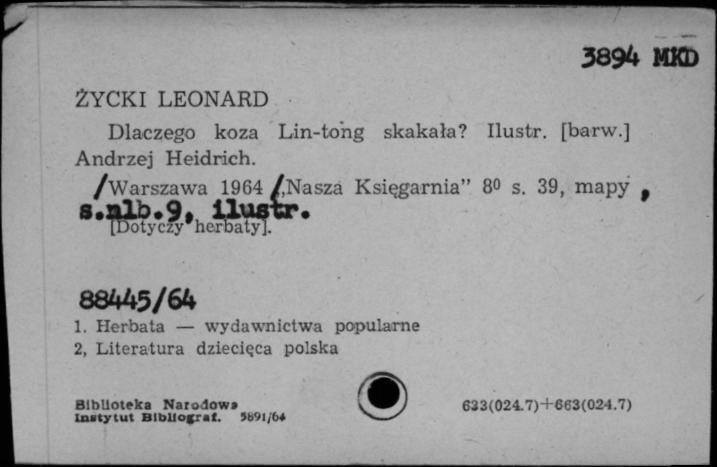 3894 MKD
ŻYCKI LEONARD
Dlaczego koza Lin-tong skakała? Ilustr. [barw.]
Andrzej Heidrich.
/Warszawa 1964 /„Nasza Księgarnia” 8⁰ s. 39, mapy,
s.nlb.9, ilustr.
[Dotyczy herbaty].
88445/64
1. Herbata — wydawnictwa popularne
2, Literatura dziecięca polska
Biblioteka Narodowa
Instytut Bibliograf. 5891/64
633(024.7)+663(024.7)